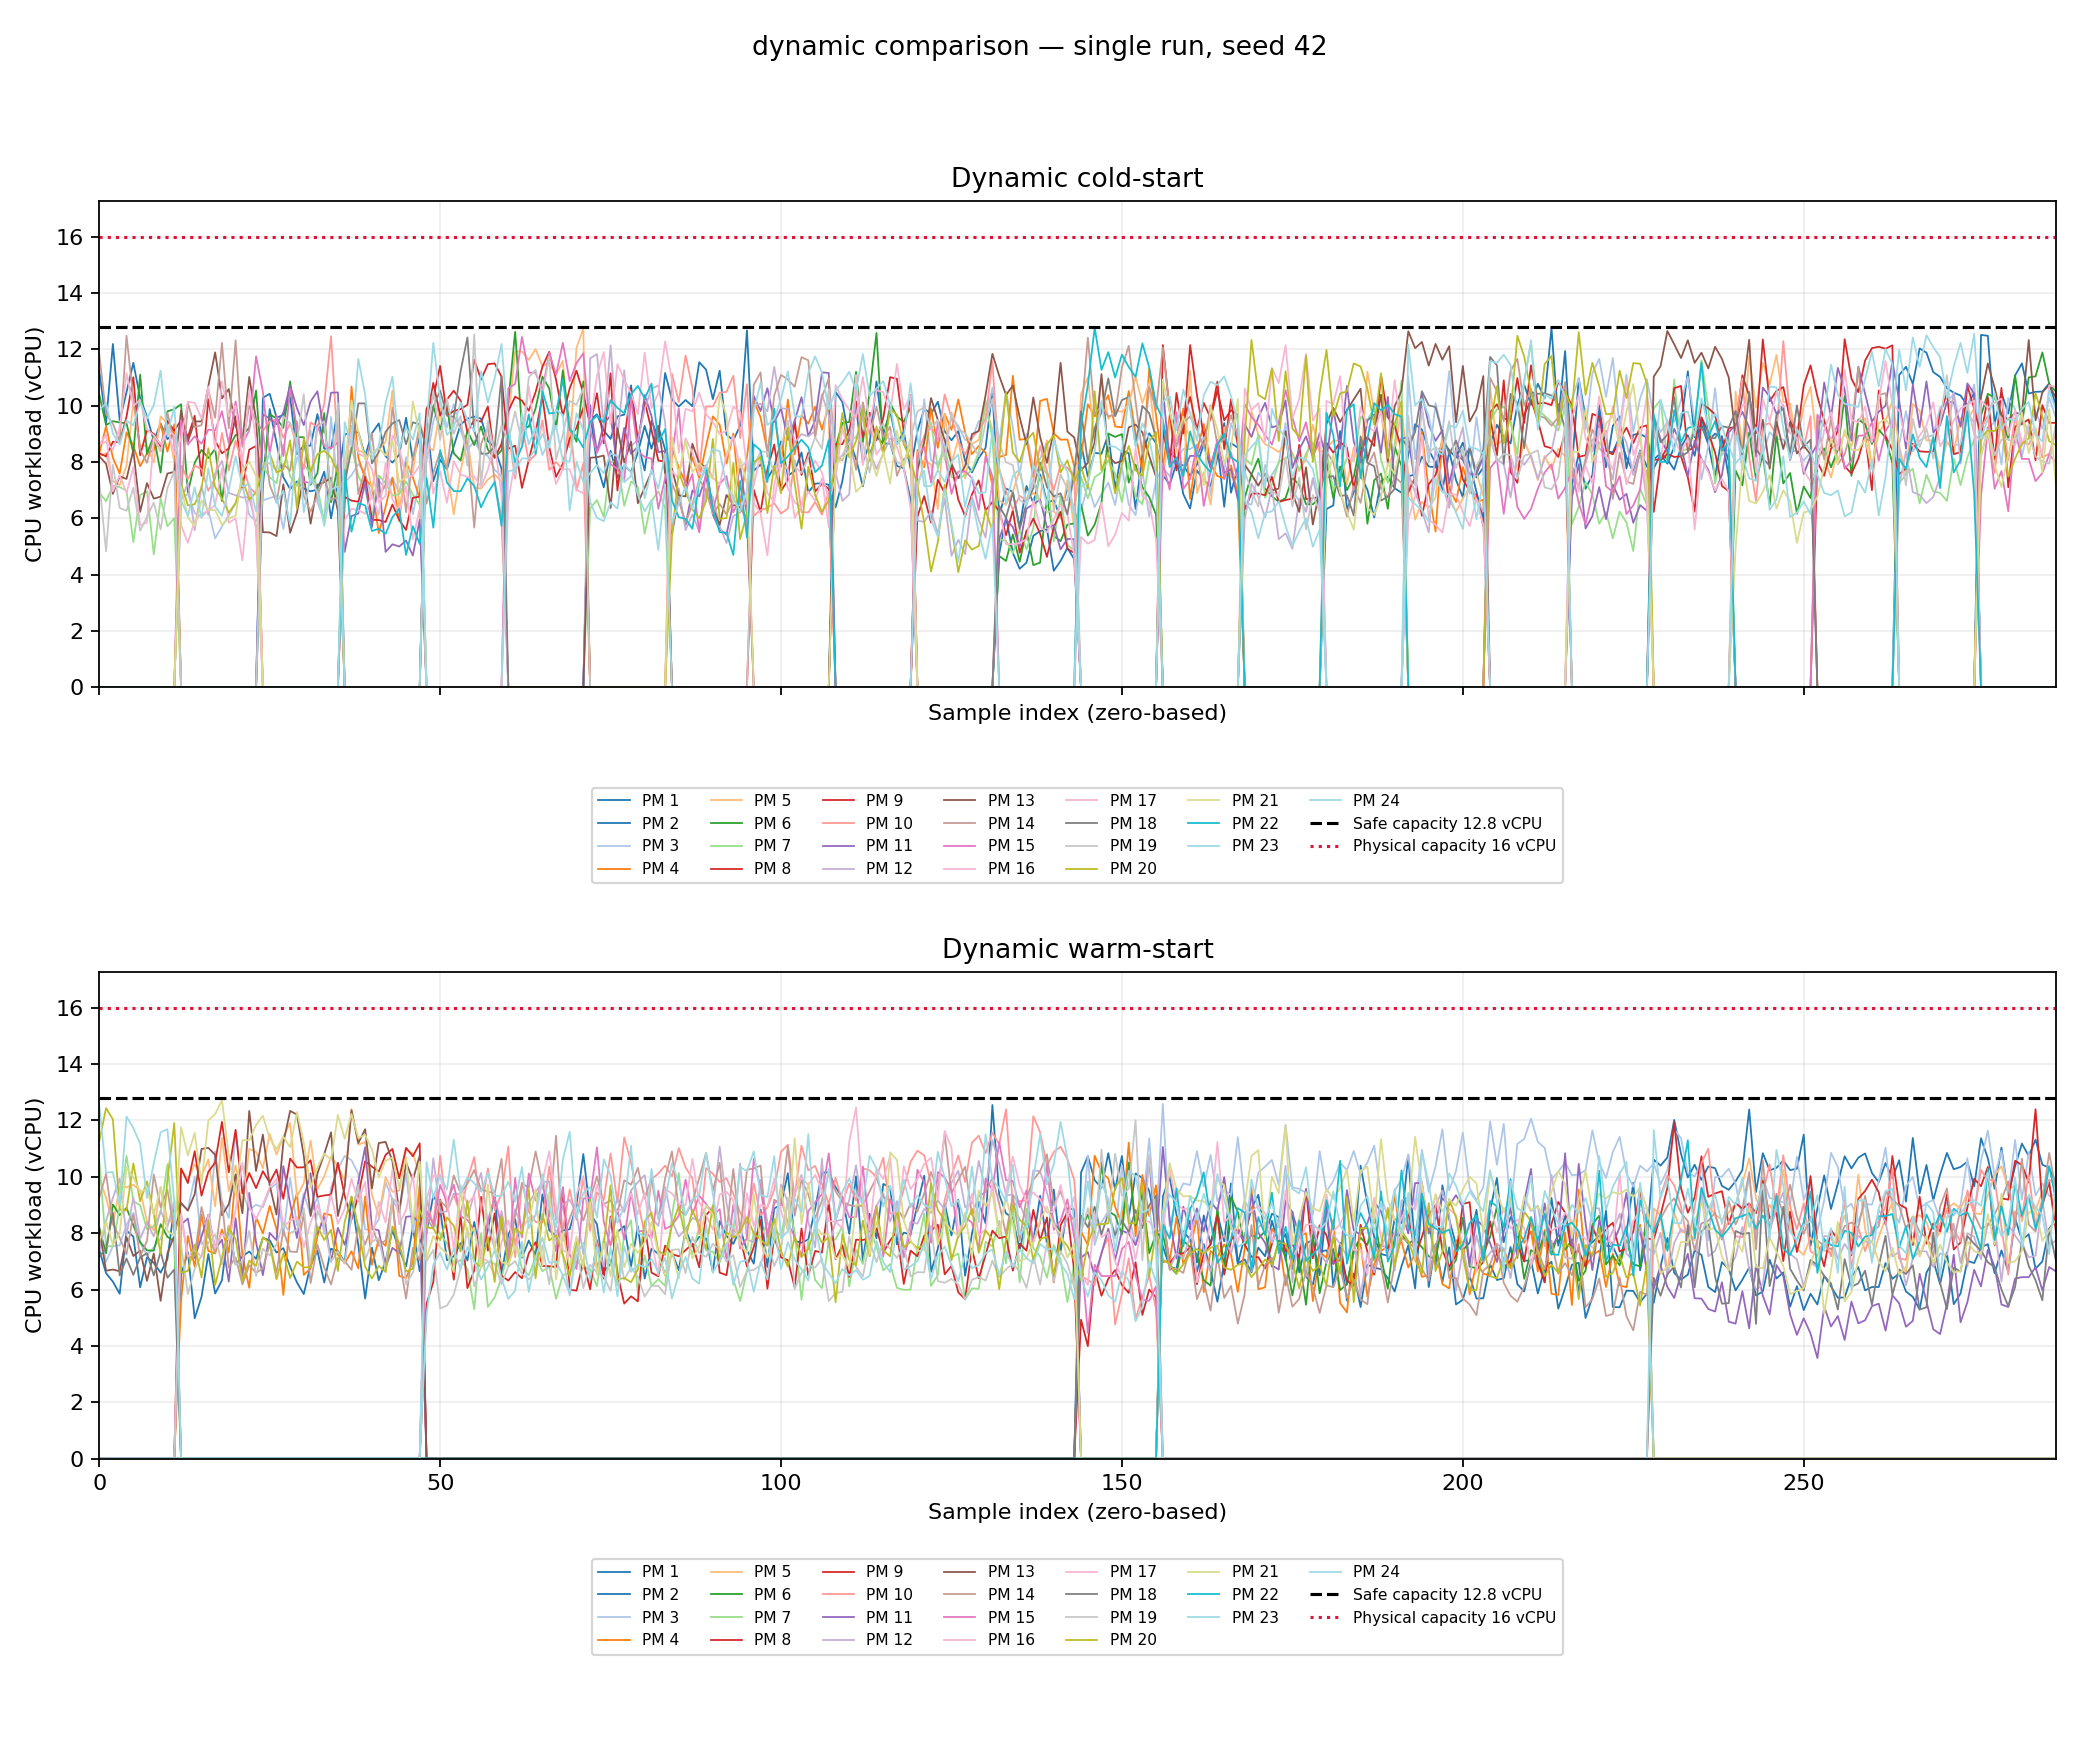 dynamic comparison — single run, seed 42
Dynamic cold-start
16
14
12
10
8
6
4
2
0
CPU workload (vCPU)
Sample index (zero-based)
PM 1 PM 5 PM 9 PM 13 PM 17 PM 21 PM 24
PM 2 PM 6 PM 10 PM 14 PM 18 PM 22 Safe capacity 12.8 vCPU
PM 3 PM 7 PM 11 PM 15 PM 19 PM 23 Physical capacity 16 vCPU
PM 4 PM 8 PM 12 PM 16 PM 20
Dynamic warm-start
16
14
12
10
8
6
4
2
0
CPU workload (vCPU)
0 50 100 150 200 250
Sample index (zero-based)
PM 1 PM 5 PM 9 PM 13 PM 17 PM 21 PM 24
PM 2 PM 6 PM 10 PM 14 PM 18 PM 22 Safe capacity 12.8 vCPU
PM 3 PM 7 PM 11 PM 15 PM 19 PM 23 Physical capacity 16 vCPU
PM 4 PM 8 PM 12 PM 16 PM 20